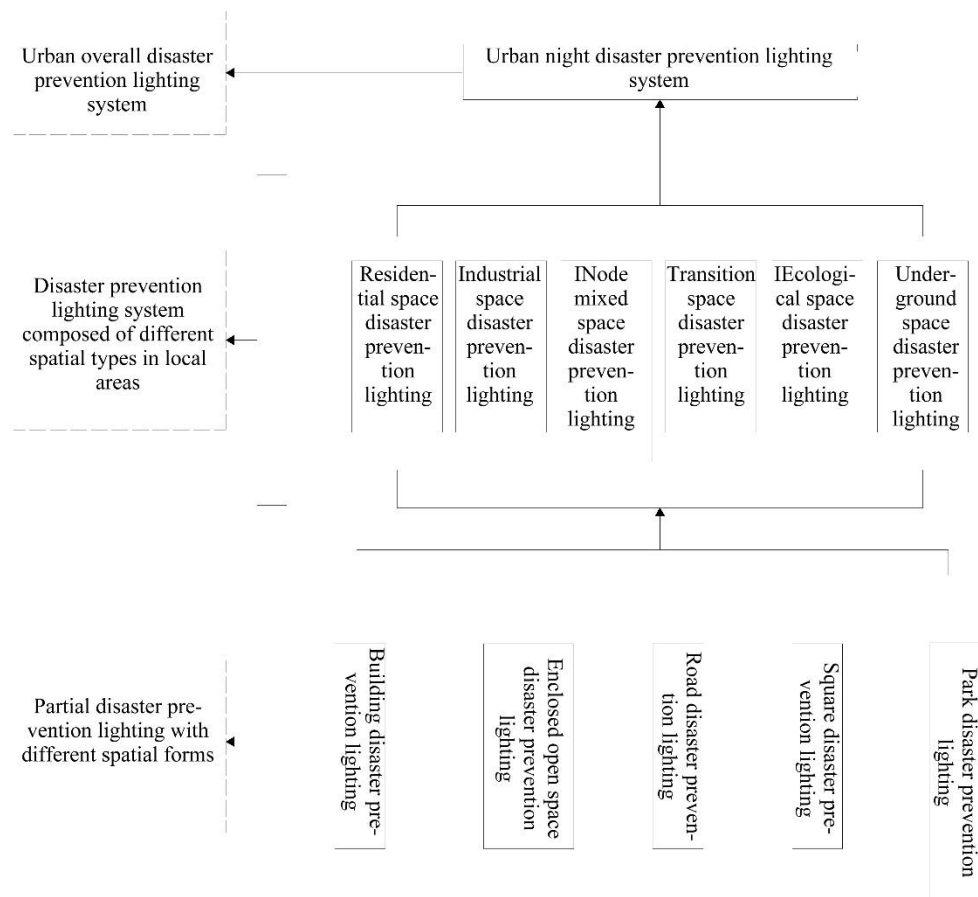 Urban overall disaster
prevention lighting
system
Urban night disaster prevention lighting
system
Disaster prevention
lighting system
composed of different
spatial types in local
areas
Residen-
tial space
disaster
preven-
tion
lighting
Industrial
space
disaster
preven-
tion
lighting
INode
mixed
space
disaster
preven-
tion
lighting
Transition
space
disaster
preven-
tion
lighting
IEcologi-
cal space
disaster
preven-
tion
lighting
Under-
ground
space
disaster
preven-
tion
lighting
Partial disaster pre-
vention lighting with
different spatial forms
Building disaster pre-
vention lighting
Enclosed open space
disaster prevention
lighting
Road disaster preven-
tion lighting
Square disaster pre-
vention lighting
Park disaster prevention
lighting